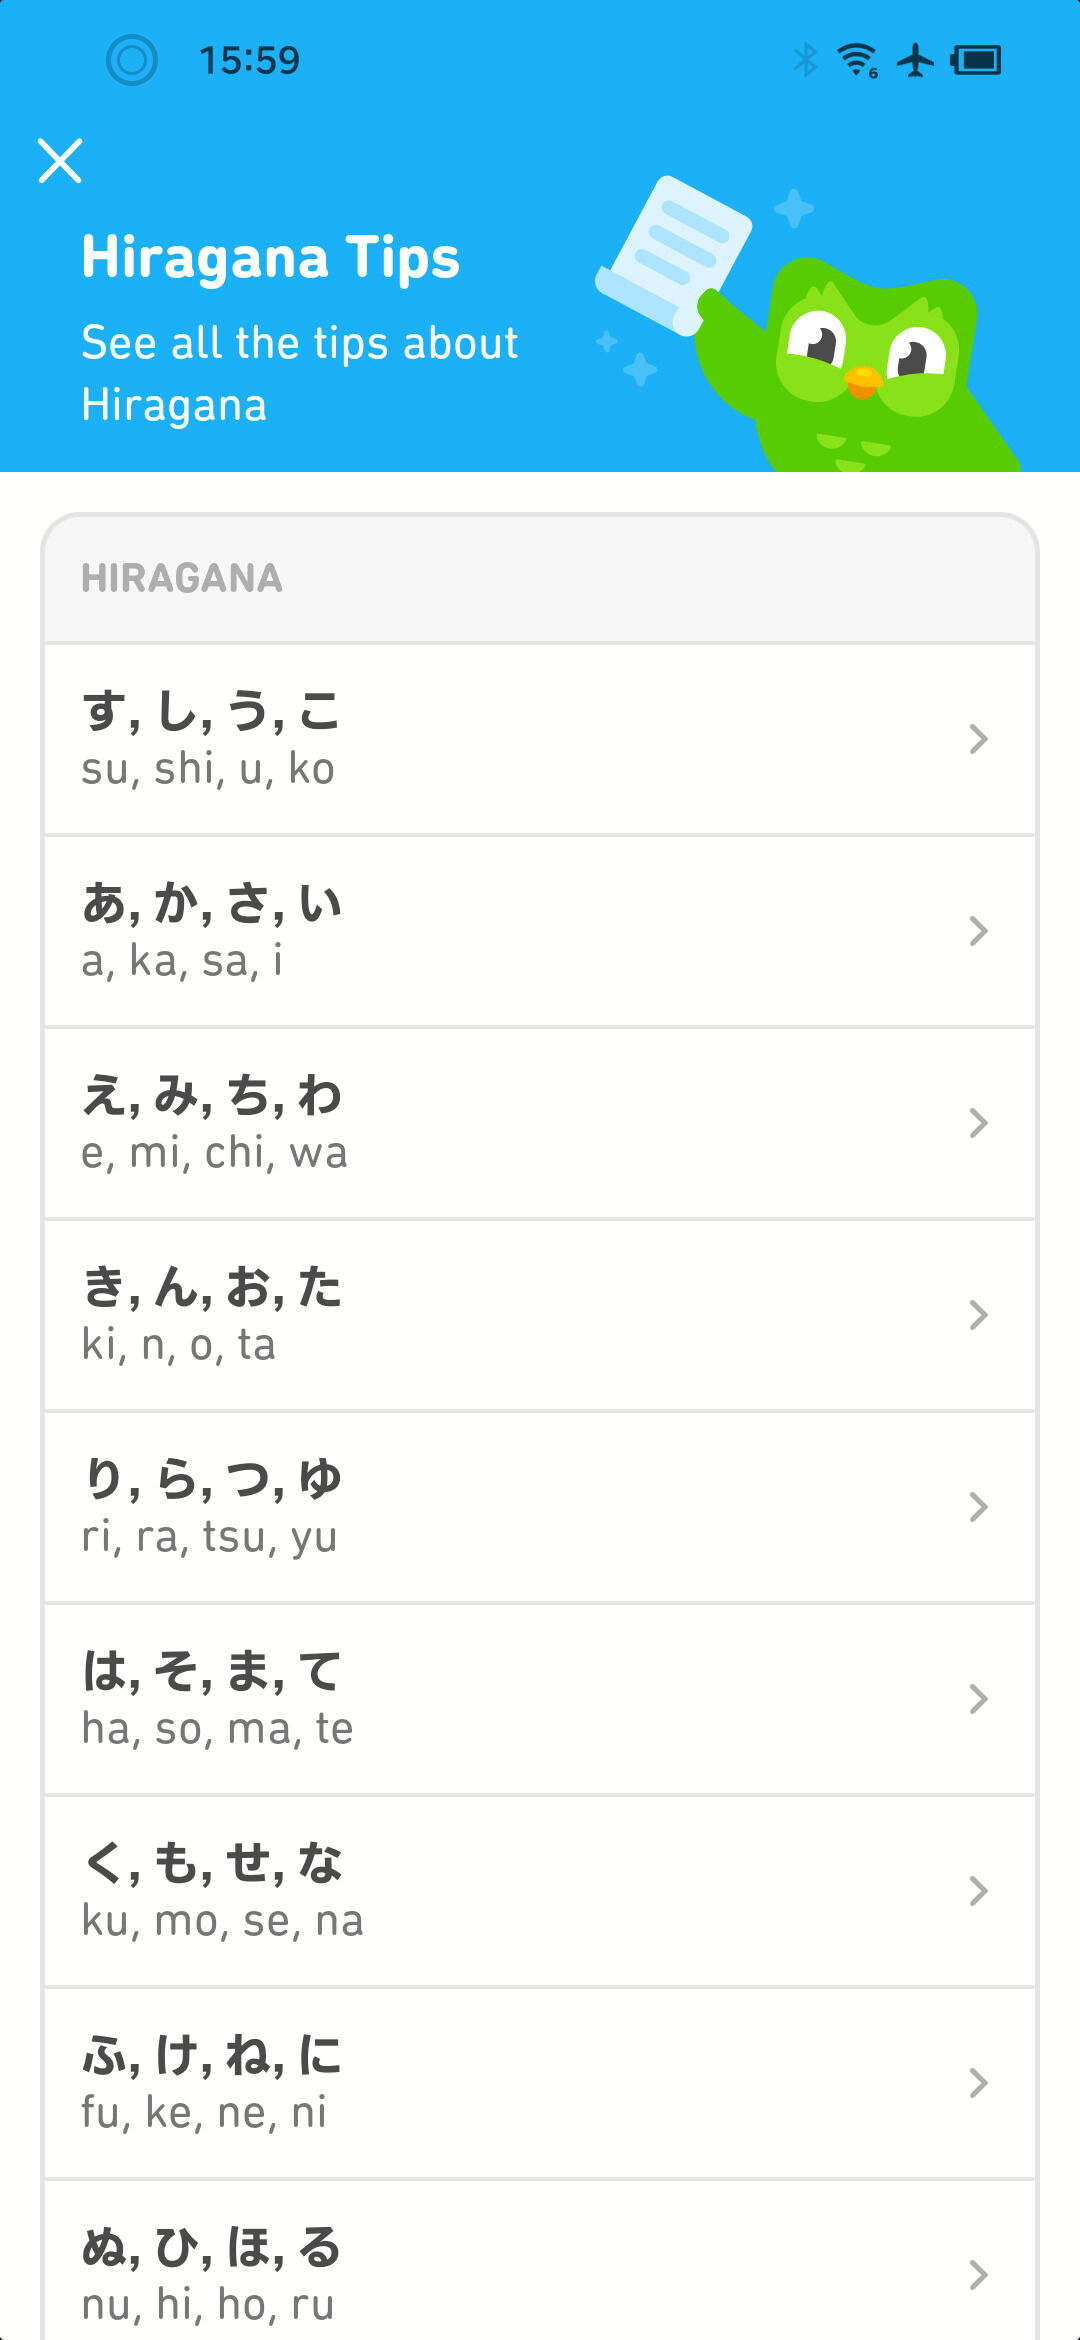 15:59
6
Hiragana Tips
See all the tips about
Hiragana
HIRAGANA
す, し, う, こ
su, shi, u, ko
あ, か, さ, い
a, ka, sa, i
え, み, ち, わ
e, mi, chi, wa
き, ん, お, た
ki, n, o, ta
り, ら, つ, ゆ
ri, ra, tsu, yu
は, そ, ま, て
ha, so, ma, te
く, も, せ, な
ku, mo, se, na
ふ, け, ね, に
fu, ke, ne, ni
ぬ, ひ, ほ, る
nu, hi, ho, ru